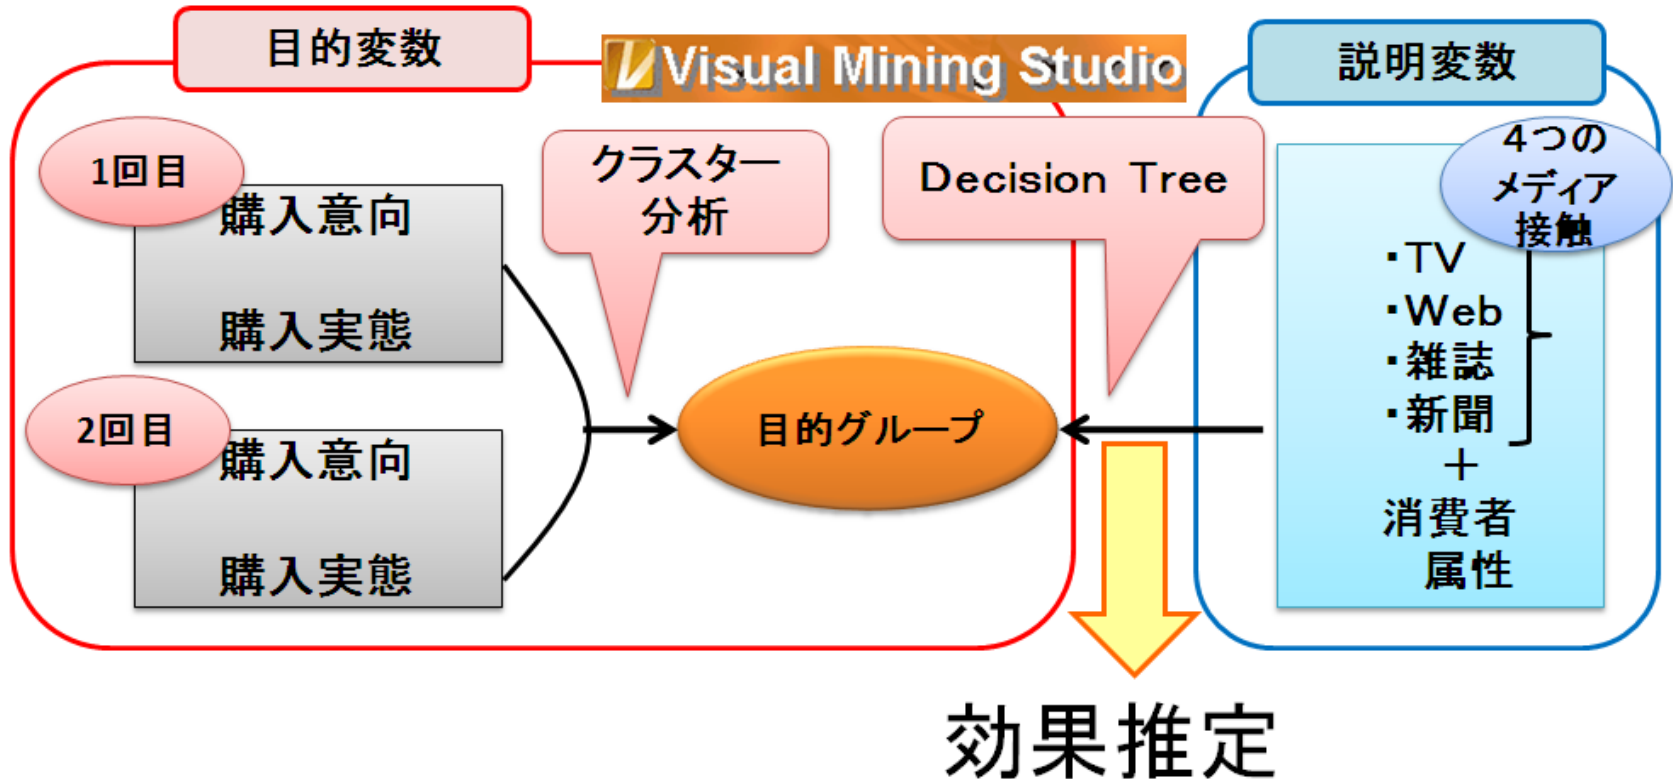 目的変数
Visual Mining Studio
説明変数
1回目
購入意向
購入実態
2回目
購入意向
購入実態
クラスター
分析
Decision Tree
目的グループ
4つの
メディア
接触
・TV
・Web
・雑誌
・新聞
+
消費者
属性
効果推定